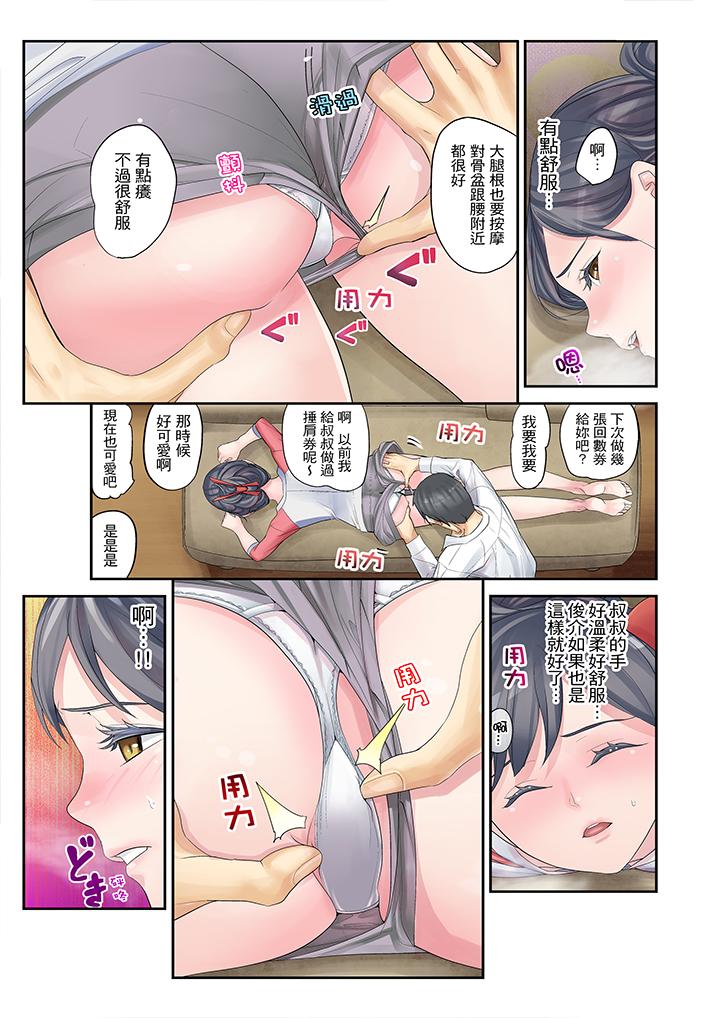 啊…
有點舒服…
嗯
大腿根也要按摩
對骨盆跟腰附近
都很好
滑過
顫抖
有點癢
不過很舒服
ぐっ
用力
ぐっ
下次做幾
張回數券
給妳吧？
我要我要
用力
啊 以前我
給叔叔做過
捶肩券呢～
那時候
好可愛啊
現在也可愛吧
是是是
用力
叔叔的手
好溫柔好舒服…
俊介如果也是
這樣就好了…
用力
啊…
用力
用力
啊…!!
どき
砰咚